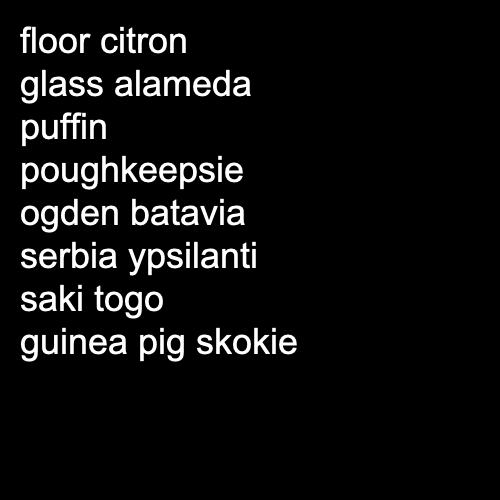 floor citron
glass alameda
puffin
poughkeepsie
ogden batavia
serbia ypsilanti
saki togo
guinea pig skokie